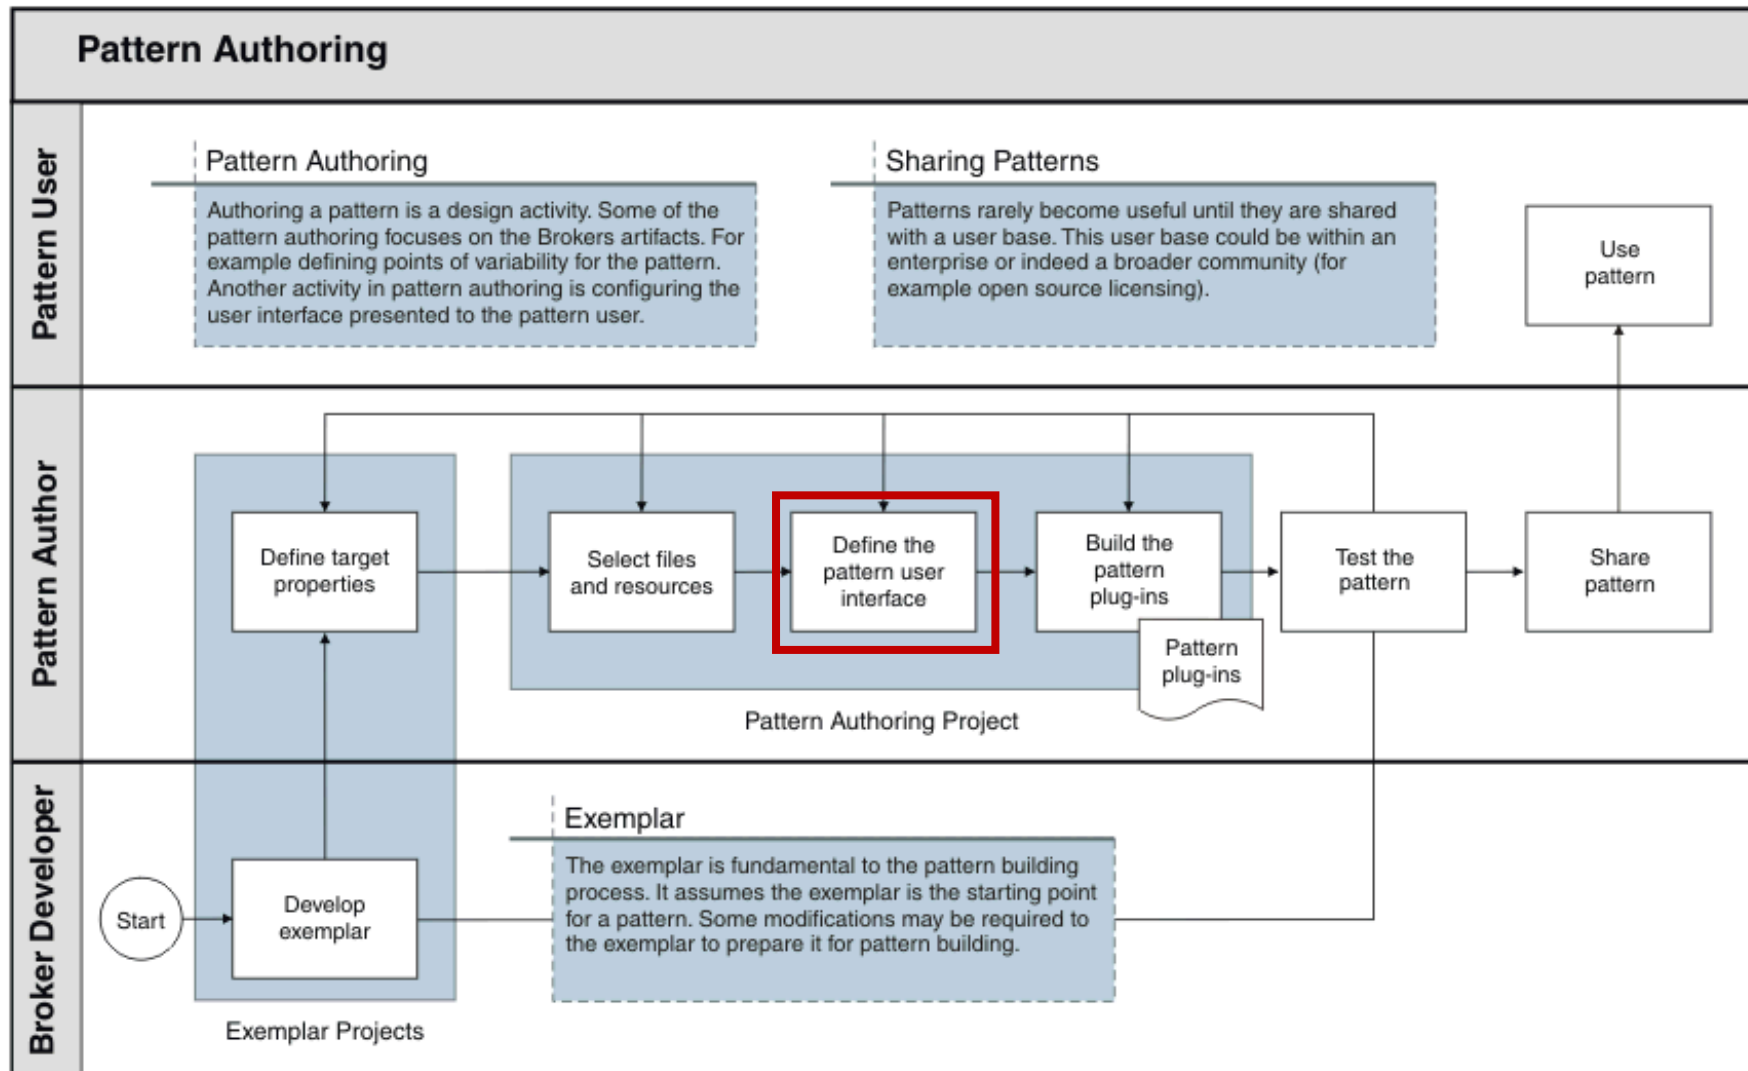 Pattern Authoring
Pattern User
Pattern Authoring
Authoring a pattern is a design activity. Some of the
pattern authoring focuses on the Brokers artifacts. For
example defining points of variability for the pattern.
Another activity in pattern authoring is configuring the
user interface presented to the pattern user.
Sharing Patterns
Patterns rarely become useful until they are shared
with a user base. This user base could be within an
enterprise or indeed a broader community (for
example open source licensing).
Use
pattern
Pattern Author
Define target
properties
Select files
and resources
Define the
pattern user
interface
Build the
pattern
plug-ins
Pattern
plug-ins
Test the
pattern
Share
pattern
Pattern Authoring Project
Broker Developer
Start
Develop
exemplar
Exemplar
The exemplar is fundamental to the pattern building
process. It assumes the exemplar is the starting point
for a pattern. Some modifications may be required to
the exemplar to prepare it for pattern building.
Exemplar Projects